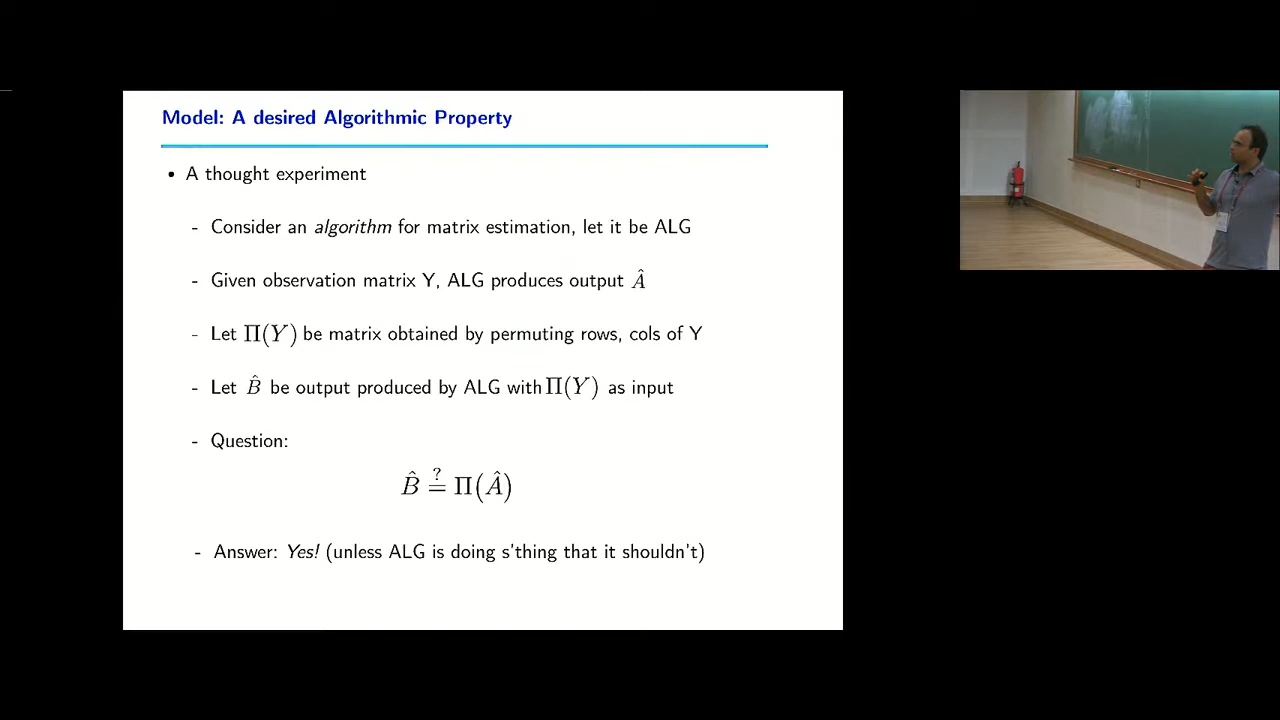 Model: A desired Algorithmic Property
• A thought experiment
- Consider an algorithm for matrix estimation, let it be ALG
- Given observation matrix Y, ALG produces output Â
- Let Π(Y) be matrix obtained by permuting rows, cols of Y
- Let B̂ be output produced by ALG with Π(Y) as input
- Question:
B̂ ≟ Π(Â)
- Answer: Yes! (unless ALG is doing s'thing that it shouldn't)